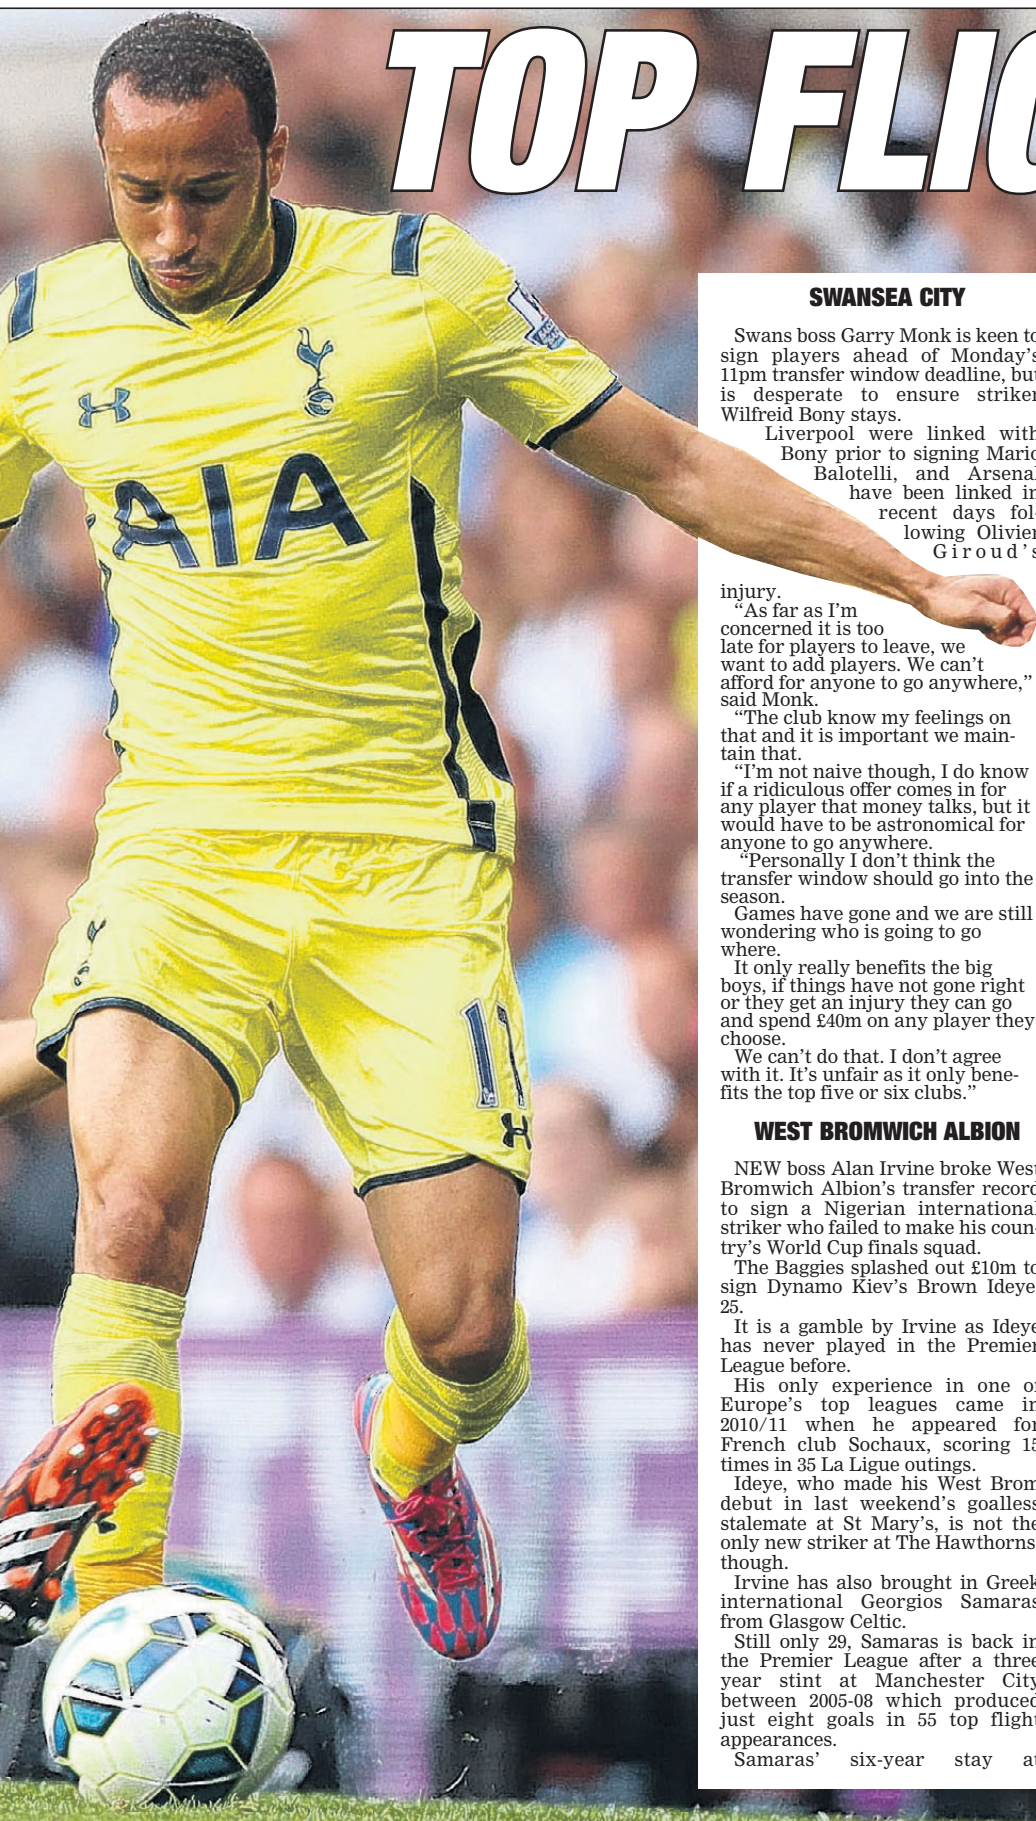 TOP FLIG
AIA
11
SWANSEA CITY
Swans boss Garry Monk is keen to
sign players ahead of Monday's
11pm transfer window deadline, but
is desperate to ensure striker
Wilfreid Bony stays.
Liverpool were linked with
Bony prior to signing Mario
Balotelli, and Arsenal
have been linked in
recent days fol-
lowing Olivier
Giroud's
injury.
“As far as I'm
concerned it is too
late for players to leave, we
want to add players. We can't
afford for anyone to go anywhere,”
said Monk.
“The club know my feelings on
that and it is important we main-
tain that.
“I'm not naive though, I do know
if a ridiculous offer comes in for
any player that money talks, but it
would have to be astronomical for
anyone to go anywhere.
“Personally I don't think the
transfer window should go into the
season.
Games have gone and we are still
wondering who is going to go
where.
It only really benefits the big
boys, if things have not gone right
or they get an injury they can go
and spend £40m on any player they
choose.
We can't do that. I don't agree
with it. It's unfair as it only bene-
fits the top five or six clubs.”
WEST BROMWICH ALBION
NEW boss Alan Irvine broke West
Bromwich Albion's transfer record
to sign a Nigerian international
striker who failed to make his coun-
try's World Cup finals squad.
The Baggies splashed out £10m to
sign Dynamo Kiev's Brown Ideye,
25.
It is a gamble by Irvine as Ideye
has never played in the Premier
League before.
His only experience in one of
Europe's top leagues came in
2010/11 when he appeared for
French club Sochaux, scoring 15
times in 35 La Ligue outings.
Ideye, who made his West Brom
debut in last weekend's goalless
stalemate at St Mary's, is not the
only new striker at The Hawthorns
though.
Irvine has also brought in Greek
international Georgios Samaras
from Glasgow Celtic.
Still only 29, Samaras is back in
the Premier League after a three
year stint at Manchester City
between 2005-08 which produced
just eight goals in 55 top flight
appearances.
Samaras' six-year stay at